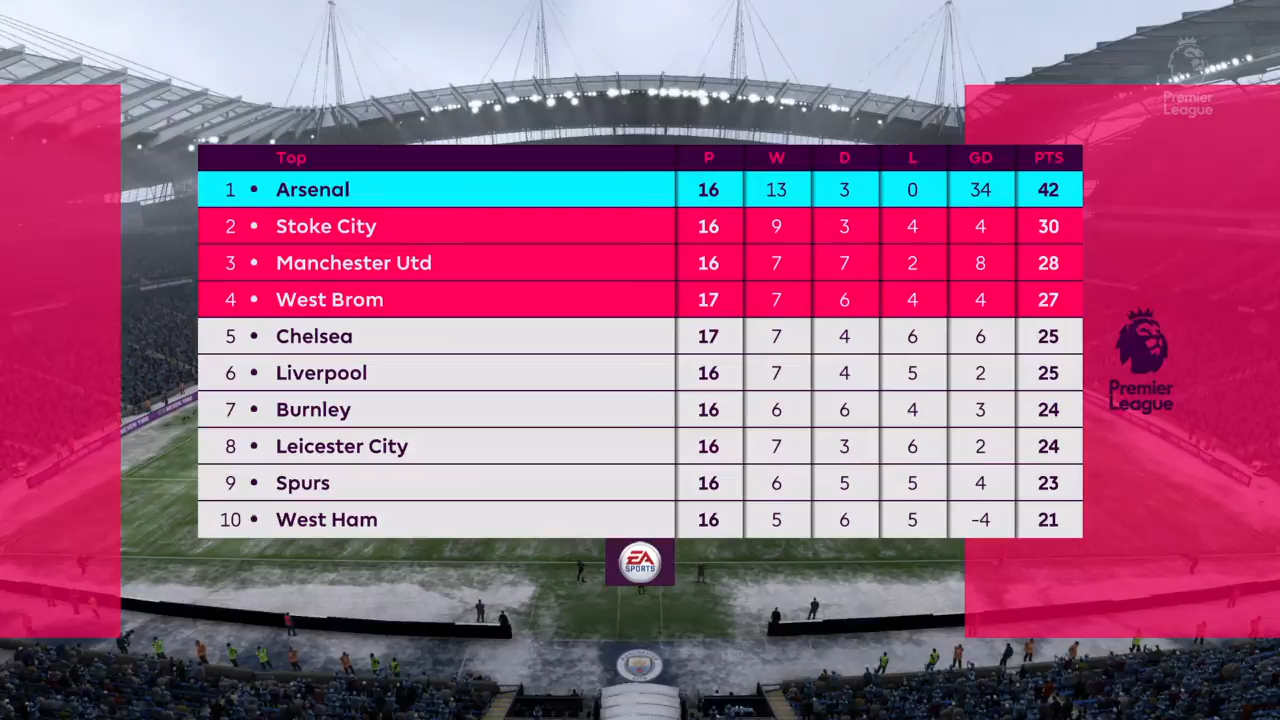 Premier
League
Top P W D L GD PTS
1 • Arsenal 16 13 3 0 34 42
2 • Stoke City 16 9 3 4 4 30
3 • Manchester Utd 16 7 7 2 8 28
4 • West Brom 17 7 6 4 4 27
5 • Chelsea 17 7 4 6 6 25
6 • Liverpool 16 7 4 5 2 25
7 • Burnley 16 6 6 4 3 24
8 • Leicester City 16 7 3 6 2 24
9 • Spurs 16 6 5 5 4 23
10 • West Ham 16 5 6 5 -4 21
Premier
League
EA
SPORTS